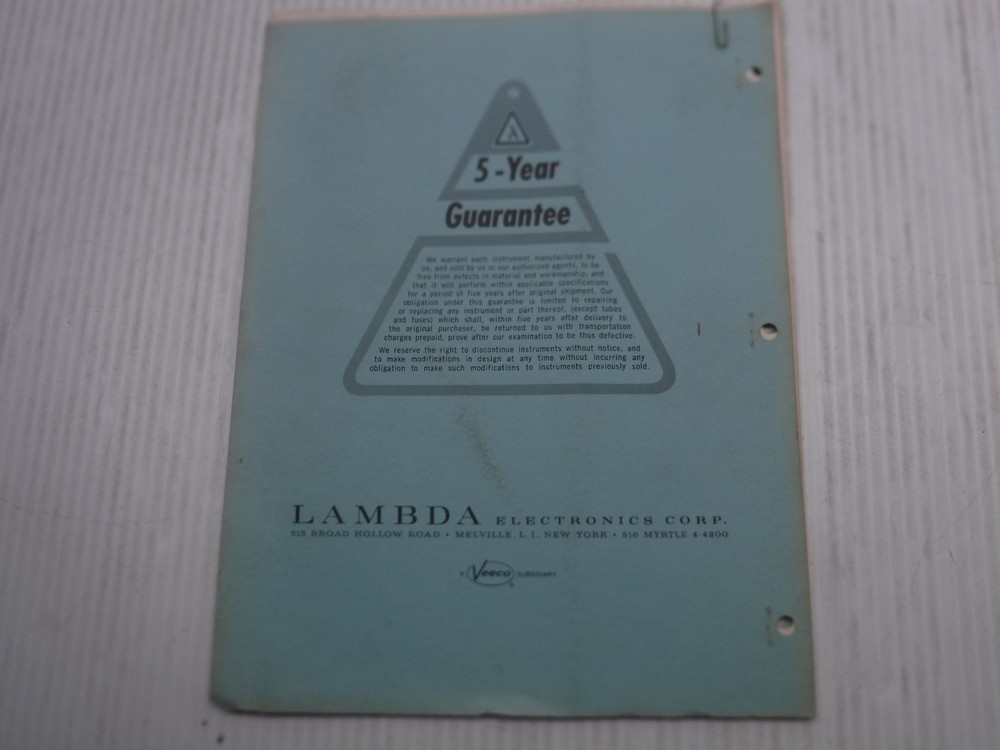 λ
5-Year
Guarantee
We warrant each instrument manufactured by
us, and sold by us or our authorized agents, to be
free from defects in material and workmanship, and
that it will perform within applicable specifications
for a period of five years after original shipment. Our
obligation under this guarantee is limited to repairing
or replacing any instrument or part thereof, (except tubes
and fuses) which shall, within five years after delivery to
the original purchaser, be returned to us with transportation
charges prepaid, prove after our examination to be thus defective.
We reserve the right to discontinue instruments without notice, and
to make modifications in design at any time without incurring any
obligation to make such modifications to instruments previously sold.
LAMBDA ELECTRONICS CORP.
515 BROAD HOLLOW ROAD • MELVILLE, L. I. NEW YORK • 516 MYRTLE 4-4200
A Veeco SUBSIDIARY